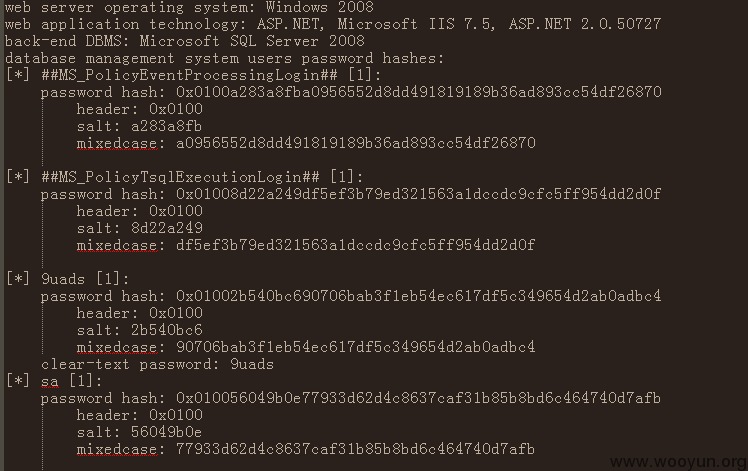 web server operating system: Windows 2008
web application technology: ASP.NET, Microsoft IIS 7.5, ASP.NET 2.0.50727
back-end DBMS: Microsoft SQL Server 2008
database management system users password hashes:
[*] ##MS_PolicyEventProcessingLogin## [1]:
password hash: 0x0100a283a8fba0956552d8dd491819189b36ad893cc54df26870
header: 0x0100
salt: a283a8fb
mixedcase: a0956552d8dd491819189b36ad893cc54df26870
[*] ##MS_PolicyTsqlExecutionLogin## [1]:
password hash: 0x01008d22a249df5ef3b79ed321563a1dccdc9cfc5ff954dd2d0f
header: 0x0100
salt: 8d22a249
mixedcase: df5ef3b79ed321563a1dccdc9cfc5ff954dd2d0f
[*] 9uads [1]:
password hash: 0x01002b540bc690706bab3f1eb54ec617df5c349654d2ab0adbc4
header: 0x0100
salt: 2b540bc6
mixedcase: 90706bab3f1eb54ec617df5c349654d2ab0adbc4
clear-text password: 9uads
[*] sa [1]:
password hash: 0x010056049b0e77933d62d4c8637caf31b85b8bd6c464740d7afb
header: 0x0100
salt: 56049b0e
mixedcase: 77933d62d4c8637caf31b85b8bd6c464740d7afb
www.wooyun.org